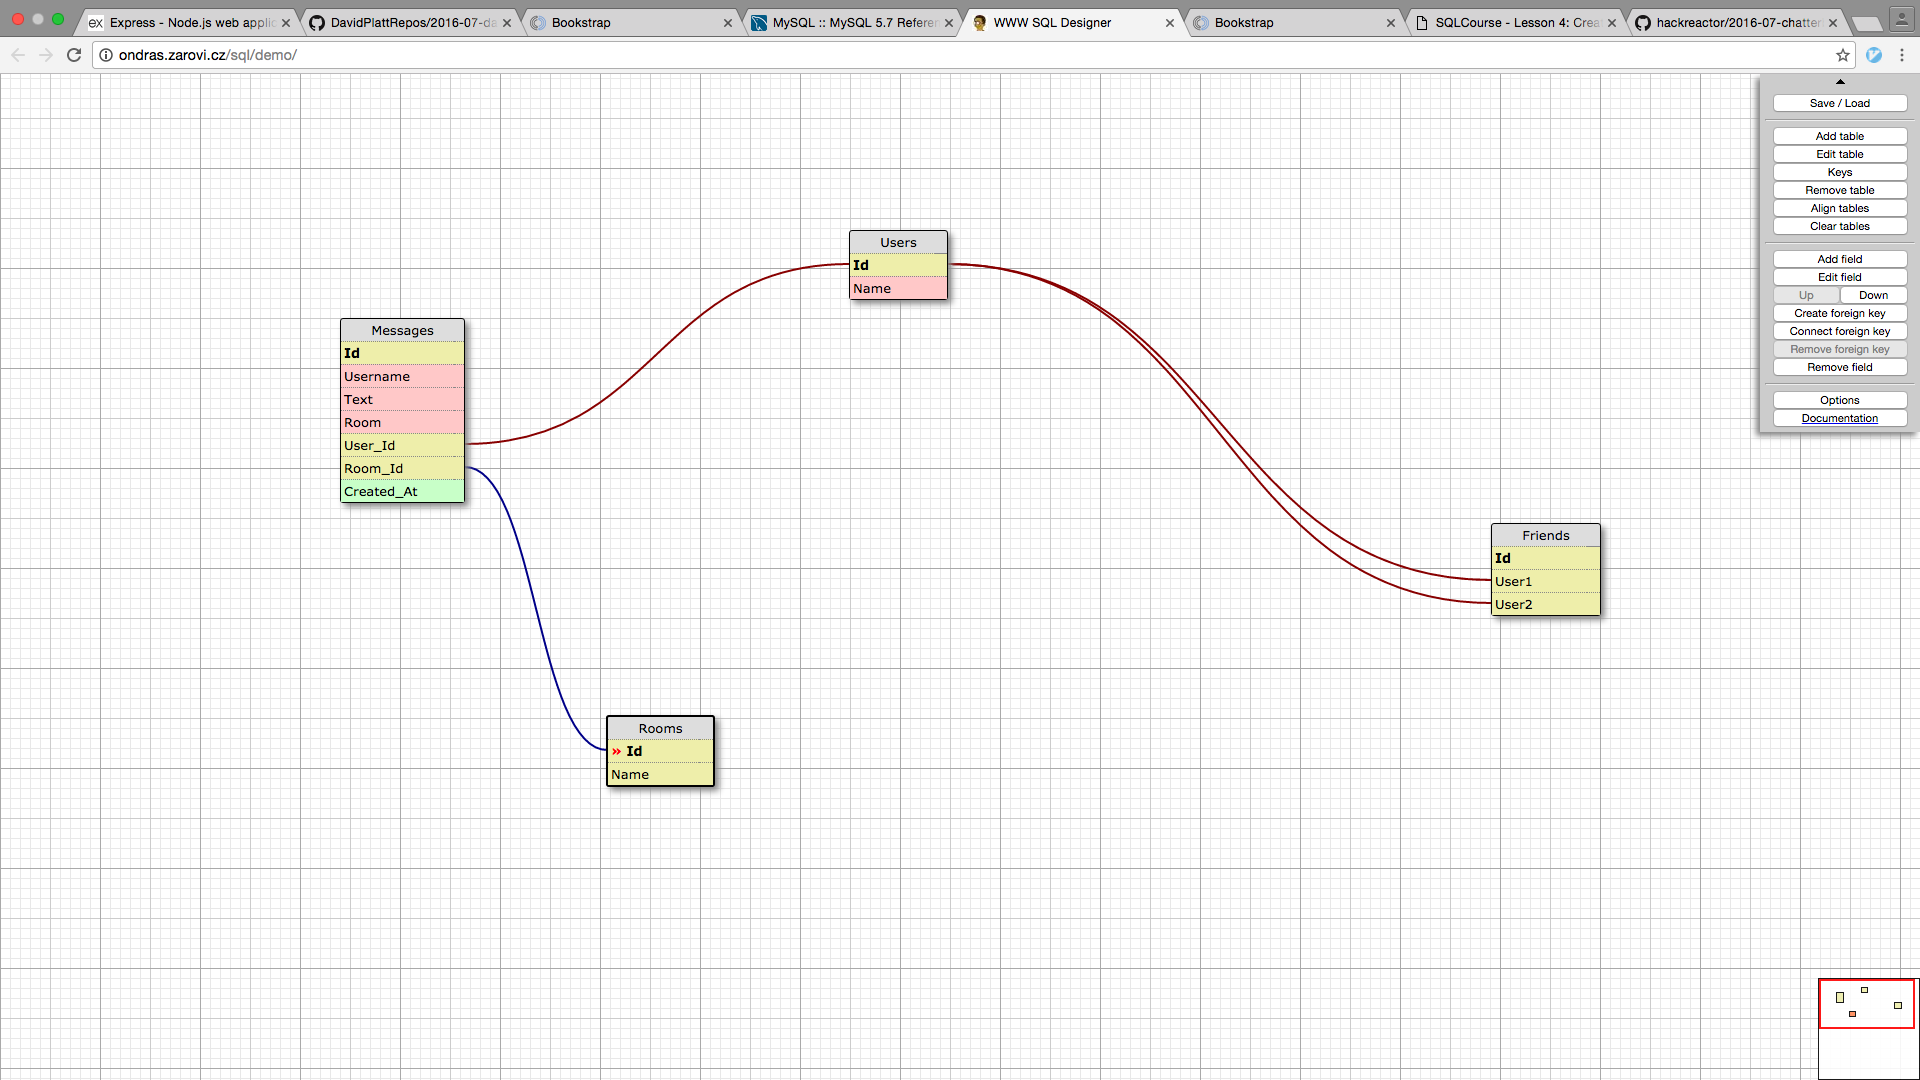 Express - Node.js web applic
DavidPlattRepos/2016-07-da
Bookstrap
MySQL :: MySQL 5.7 Referen
WWW SQL Designer
Bookstrap
SQLCourse - Lesson 4: Crea
hackreactor/2016-07-chatter
ondras.zarovi.cz/sql/demo/
Save / Load
Add table
Edit table
Keys
Remove table
Align tables
Clear tables
Add field
Edit field
Up Down
Create foreign key
Connect foreign key
Remove foreign key
Remove field
Options
Documentation
Users
Id
Name
Messages
Id
Username
Text
Room
User_Id
Room_Id
Created_At
Friends
Id
User1
User2
Rooms
» Id
Name